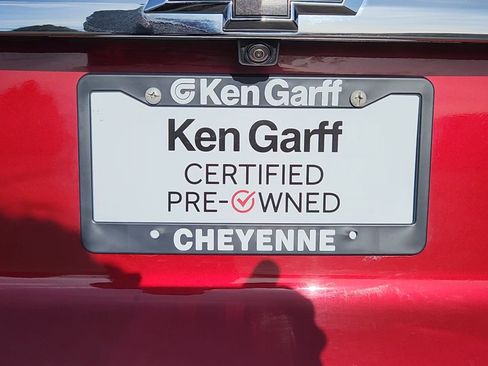 Ken Garff
Ken Garff
CERTIFIED
PRE-OWNED
CHEYENNE